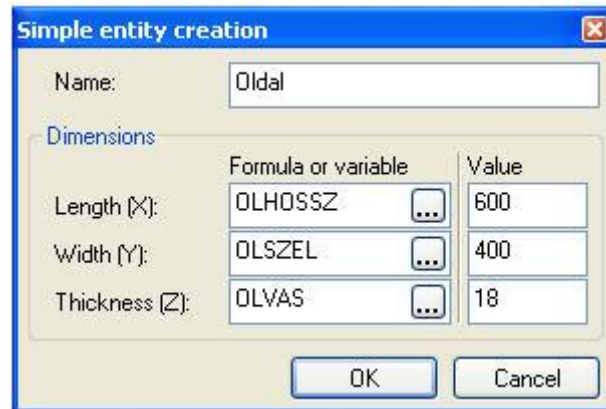 Simple entity creation
Name: Oldal
Dimensions
Formula or variable Value
Length (X): OLHOSSZ ... 600
Width (Y): OLSZEL ... 400
Thickness (Z): OLVAS ... 18
OK Cancel